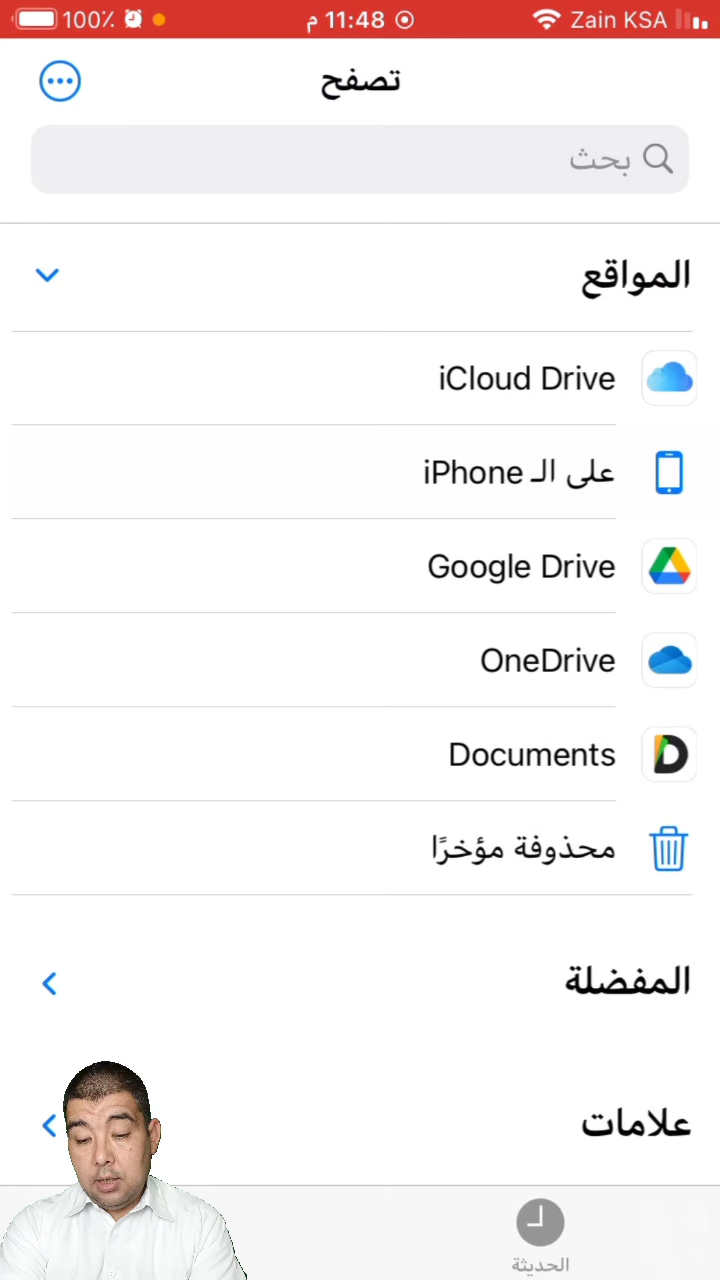 Zain KSA 11:48 م 100٪
تصفح
بحث
المواقع
iCloud Drive
على الـ iPhone
Google Drive
OneDrive
Documents
محذوفة مؤخرًا
المفضلة
علامات
الحديثة